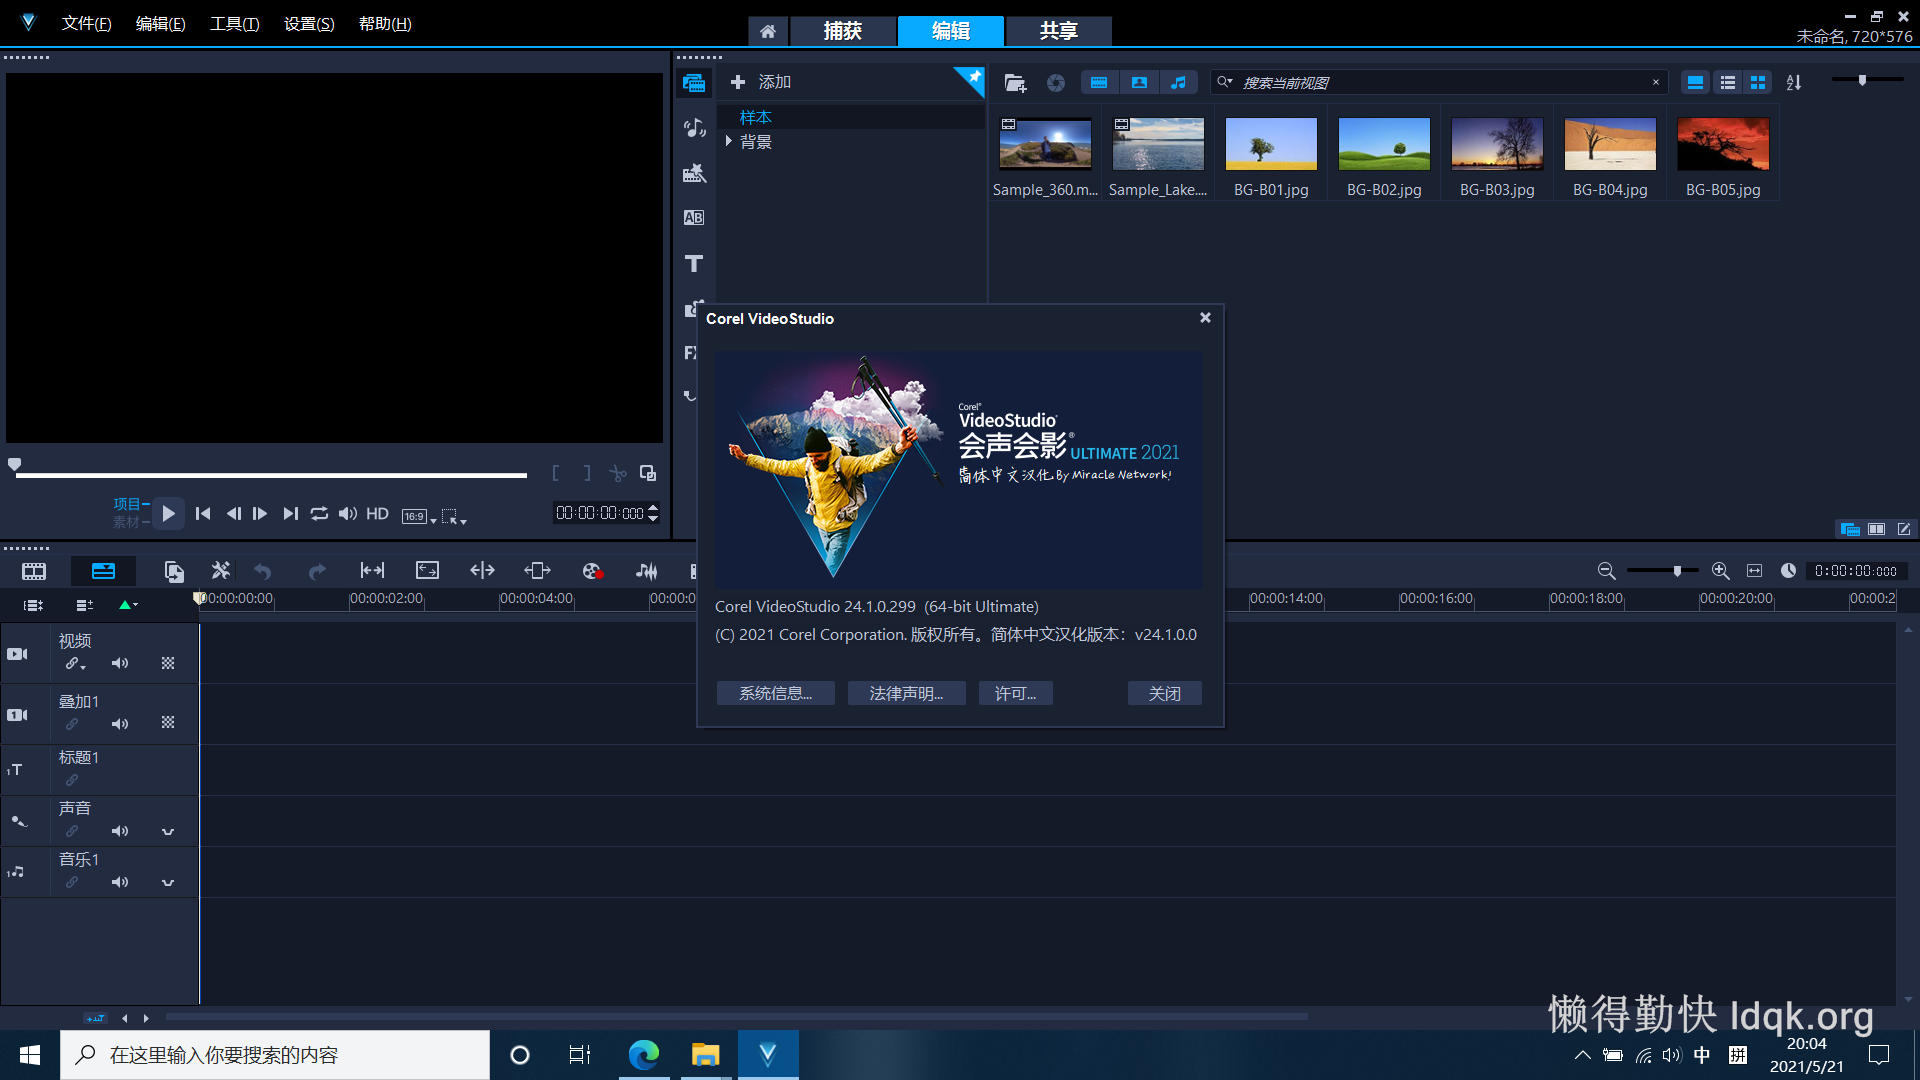 文件(F) 编辑(E) 工具(T) 设置(S) 帮助(H)
捕获 编辑 共享
未命名, 720*576
添加
搜索当前视图
样本
背景
Sample_360.m... Sample_Lake.... BG-B01.jpg BG-B02.jpg BG-B03.jpg BG-B04.jpg BG-B05.jpg
AB
T
FX
Corel VideoStudio
Corel®
VideoStudio
会声会影® ULTIMATE 2021
简体中文汉化 By Miracle Network!
Corel VideoStudio 24.1.0.299 (64-bit Ultimate)
(C) 2021 Corel Corporation. 版权所有。简体中文汉化版本：v24.1.0.0
系统信息... 法律声明... 许可... 关闭
项目
素材
HD 16:9 00:00:00:000
0:00:00:000
00:00:00:00 00:00:02:00 00:00:04:00 00:00:0 00:00:14:00 00:00:16:00 00:00:18:00 00:00:20:00 00:00:2
视频
叠加1
1
标题1
1T
声音
音乐1
1
懒得勤快 ldqk.org
在这里输入你要搜索的内容
中 拼
20:04
2021/5/21